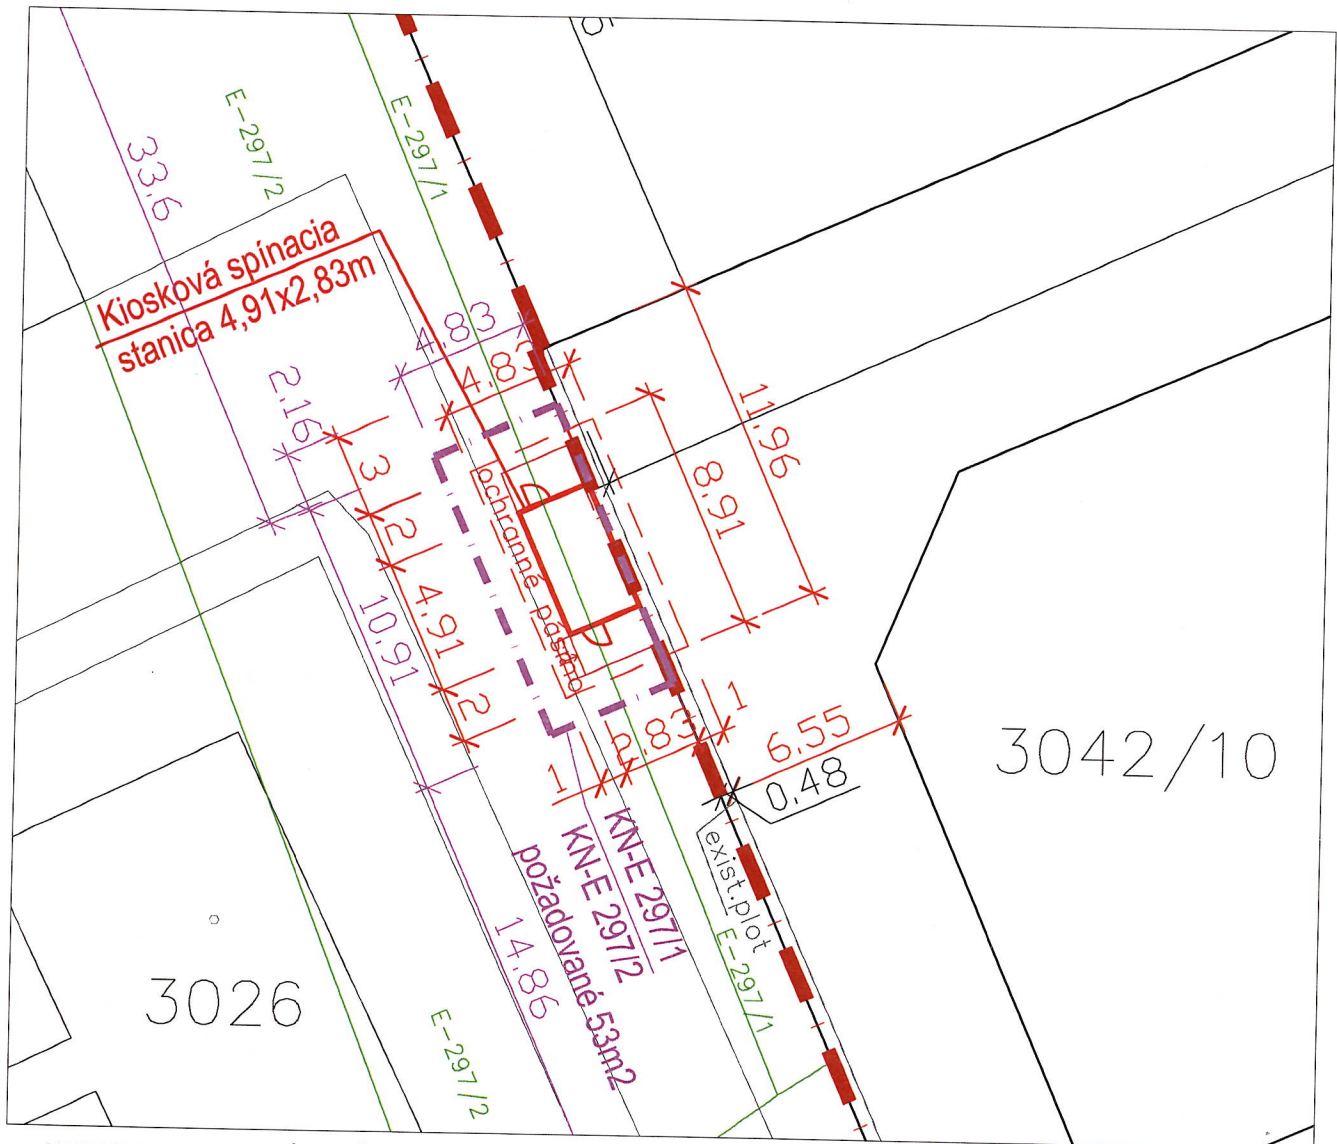 E-297/2
E-297/1
33.6
Kiosková spínacia
stanica 4,91x2,83m
4.83
4.83
2.16
3
2
4.91
2
10.91
11.96
8.91
ochranné pásmo
1
2.83
1
6.55
0.48
3042/10
exist.plot
KN-E 297/1
KN-E 297/2
požadované 53m2
14.86
E-297/1
3026
E-297/2